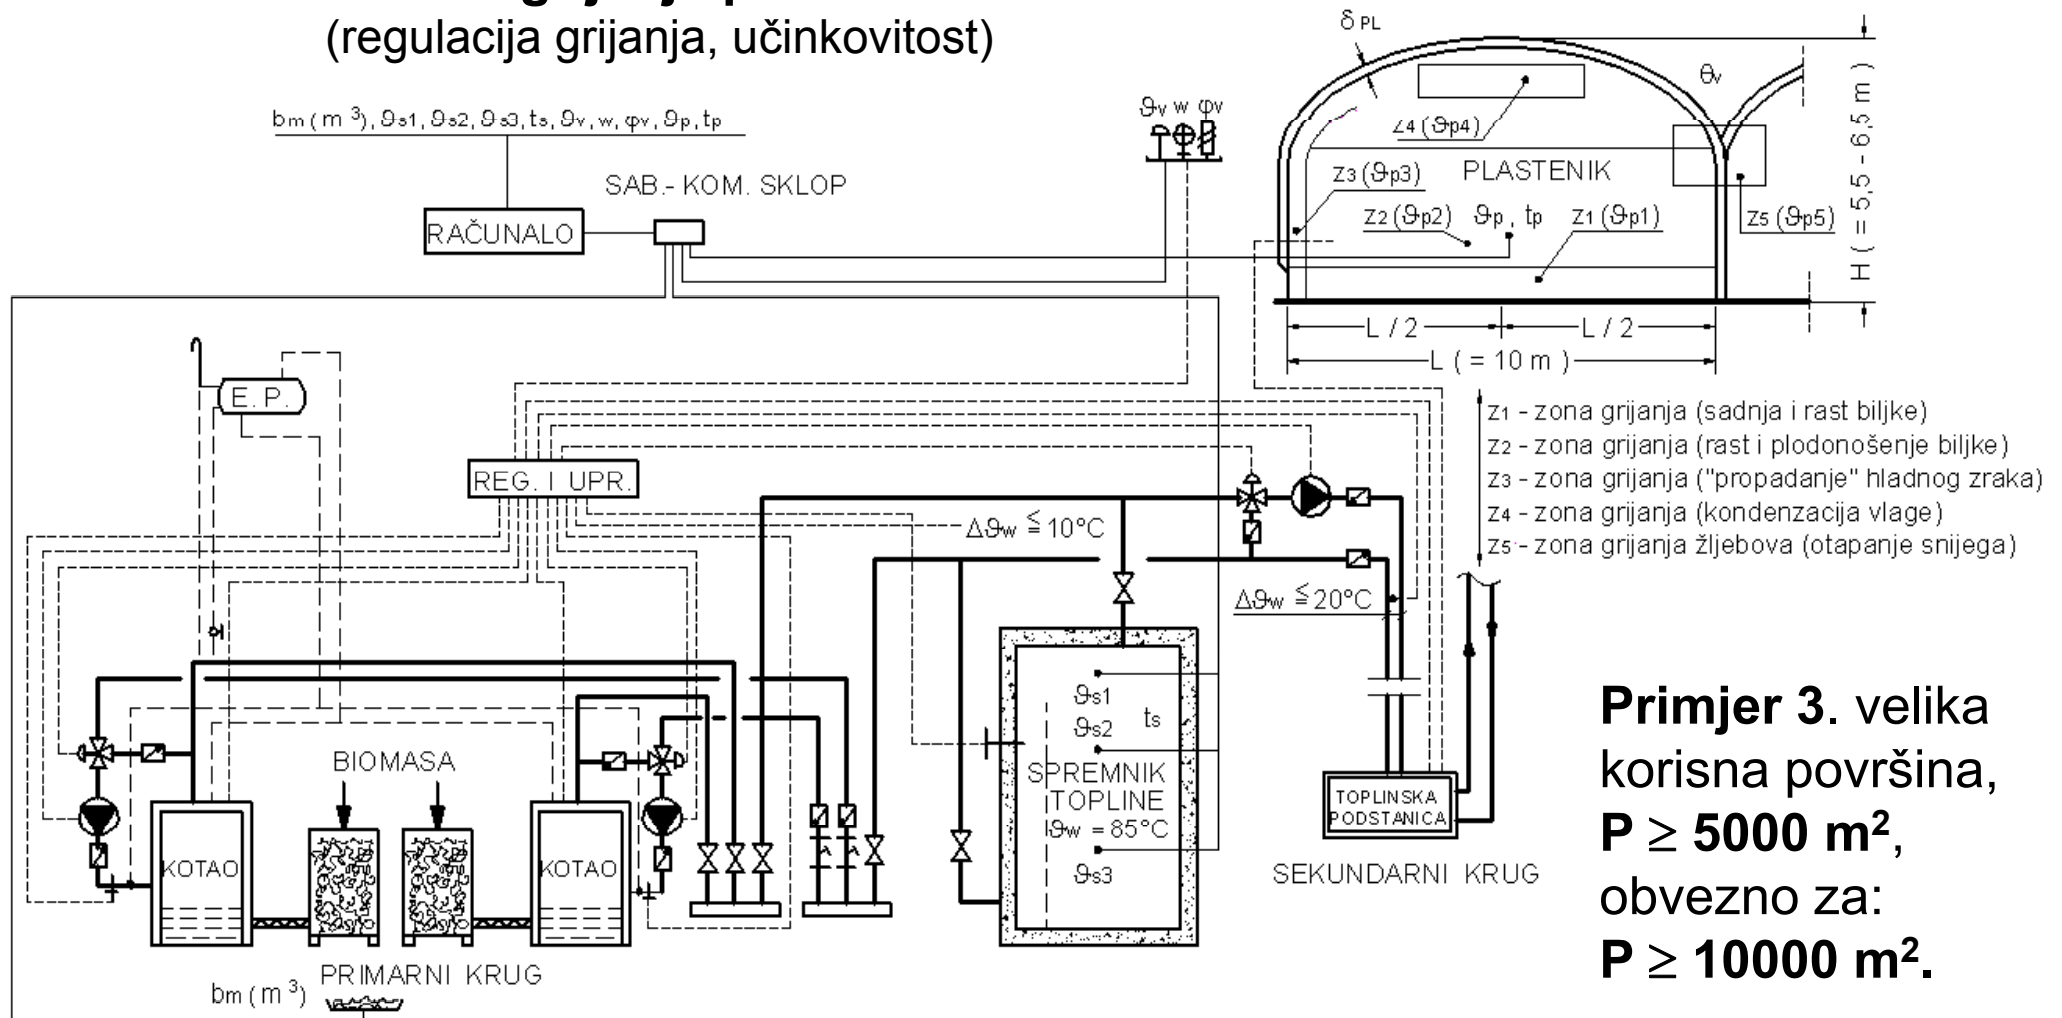 (regulacija grijanja, učinkovitost)
δ PL
θv
bm ( m ³), ϑs1, ϑs2, ϑs3, ts, ϑv, w, φv, ϑp, tp
ϑv w φv
z4 (ϑp4)
SAB.- KOM. SKLOP
z3 (ϑp3)
PLASTENIK
RAČUNALO
z2 (ϑp2) ϑp , tp
z1 (ϑp1)
z5 (ϑp5)
H ( = 5,5 - 6,5 m )
L / 2
L / 2
L ( = 10 m )
E. P.
z1 - zona grijanja (sadnja i rast biljke)
z2 - zona grijanja (rast i plodonošenje biljke)
z3 - zona grijanja ("propadanje" hladnog zraka)
z4 - zona grijanja (kondenzacija vlage)
z5 - zona grijanja žljebova (otapanje snijega)
REG. I UPR.
Δϑw ≦ 10°C
Δϑw ≦ 20°C
ϑs1
ϑs2
ts
BIOMASA
SPREMNIK
TOPLINE
ϑw = 85°C
ϑs3
TOPLINSKA
PODSTANICA
KOTAO
KOTAO
SEKUNDARNI KRUG
PRIMARNI KRUG
bm ( m ³)
Primjer 3. velika
korisna površina,
P ≥ 5000 m²,
obvezno za:
P ≥ 10000 m².